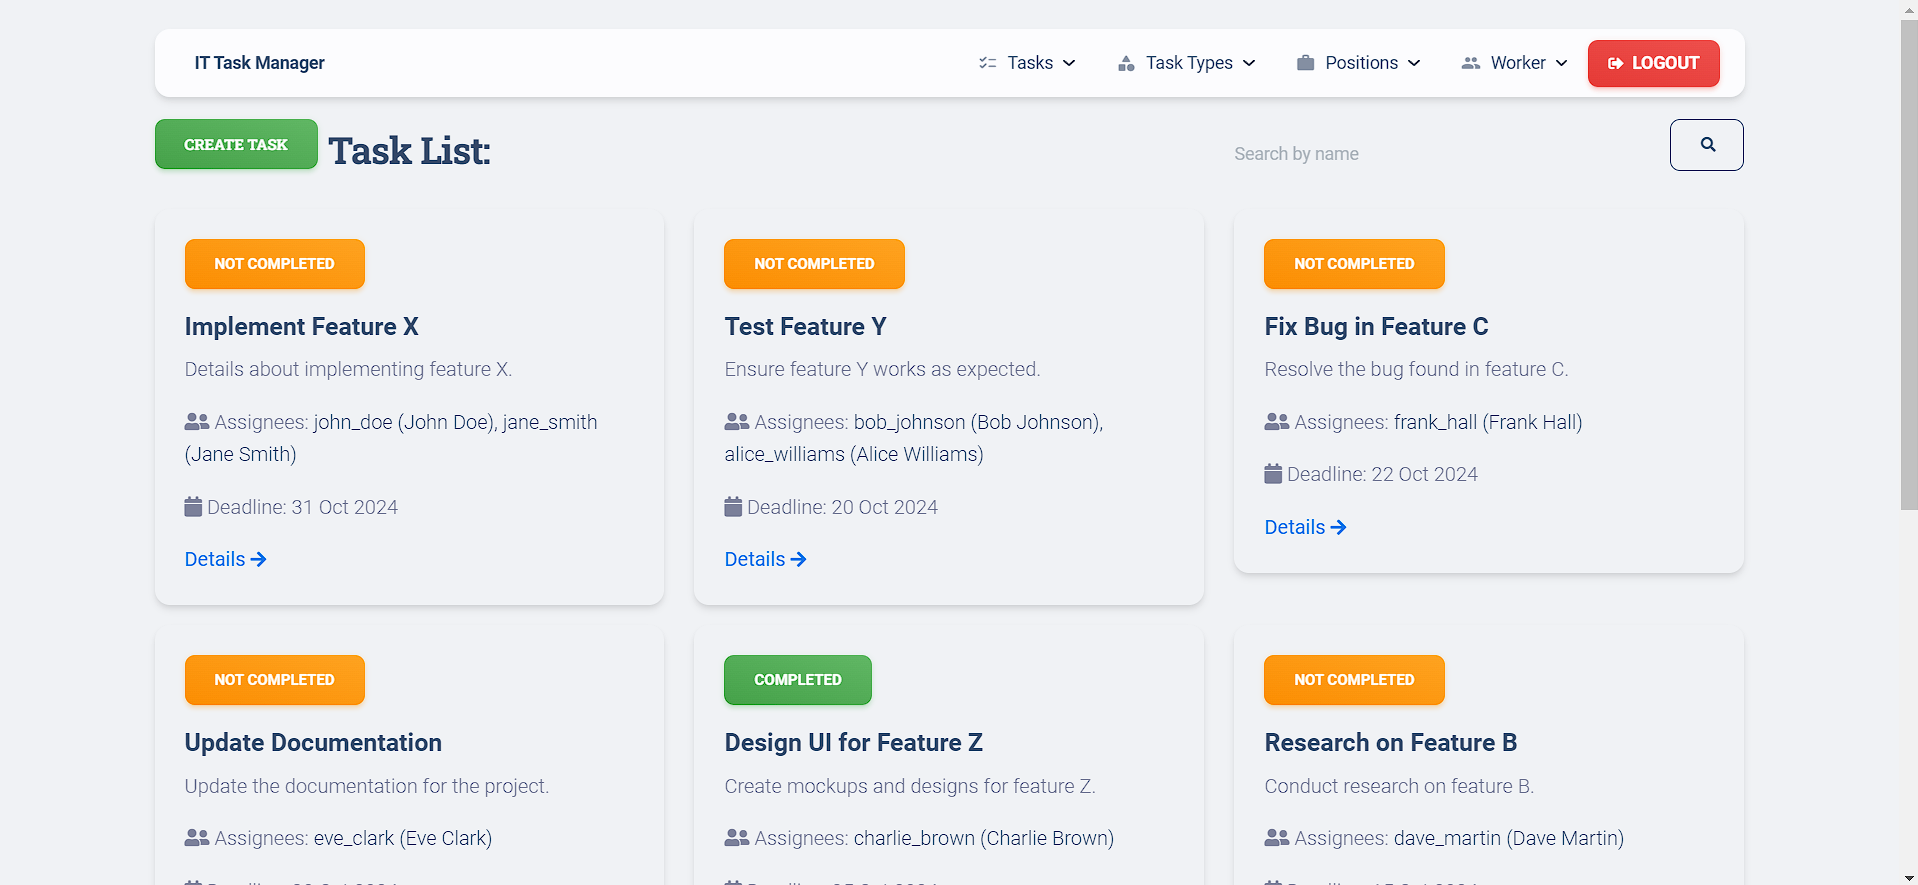 IT Task Manager
Tasks
Task Types
Positions
Worker
LOGOUT
CREATE TASK
Task List:
Search by name
NOT COMPLETED
Implement Feature X
Details about implementing feature X.
Assignees: john_doe (John Doe), jane_smith
(Jane Smith)
Deadline: 31 Oct 2024
Details
NOT COMPLETED
Test Feature Y
Ensure feature Y works as expected.
Assignees: bob_johnson (Bob Johnson),
alice_williams (Alice Williams)
Deadline: 20 Oct 2024
Details
NOT COMPLETED
Fix Bug in Feature C
Resolve the bug found in feature C.
Assignees: frank_hall (Frank Hall)
Deadline: 22 Oct 2024
Details
NOT COMPLETED
Update Documentation
Update the documentation for the project.
Assignees: eve_clark (Eve Clark)
COMPLETED
Design UI for Feature Z
Create mockups and designs for feature Z.
Assignees: charlie_brown (Charlie Brown)
NOT COMPLETED
Research on Feature B
Conduct research on feature B.
Assignees: dave_martin (Dave Martin)